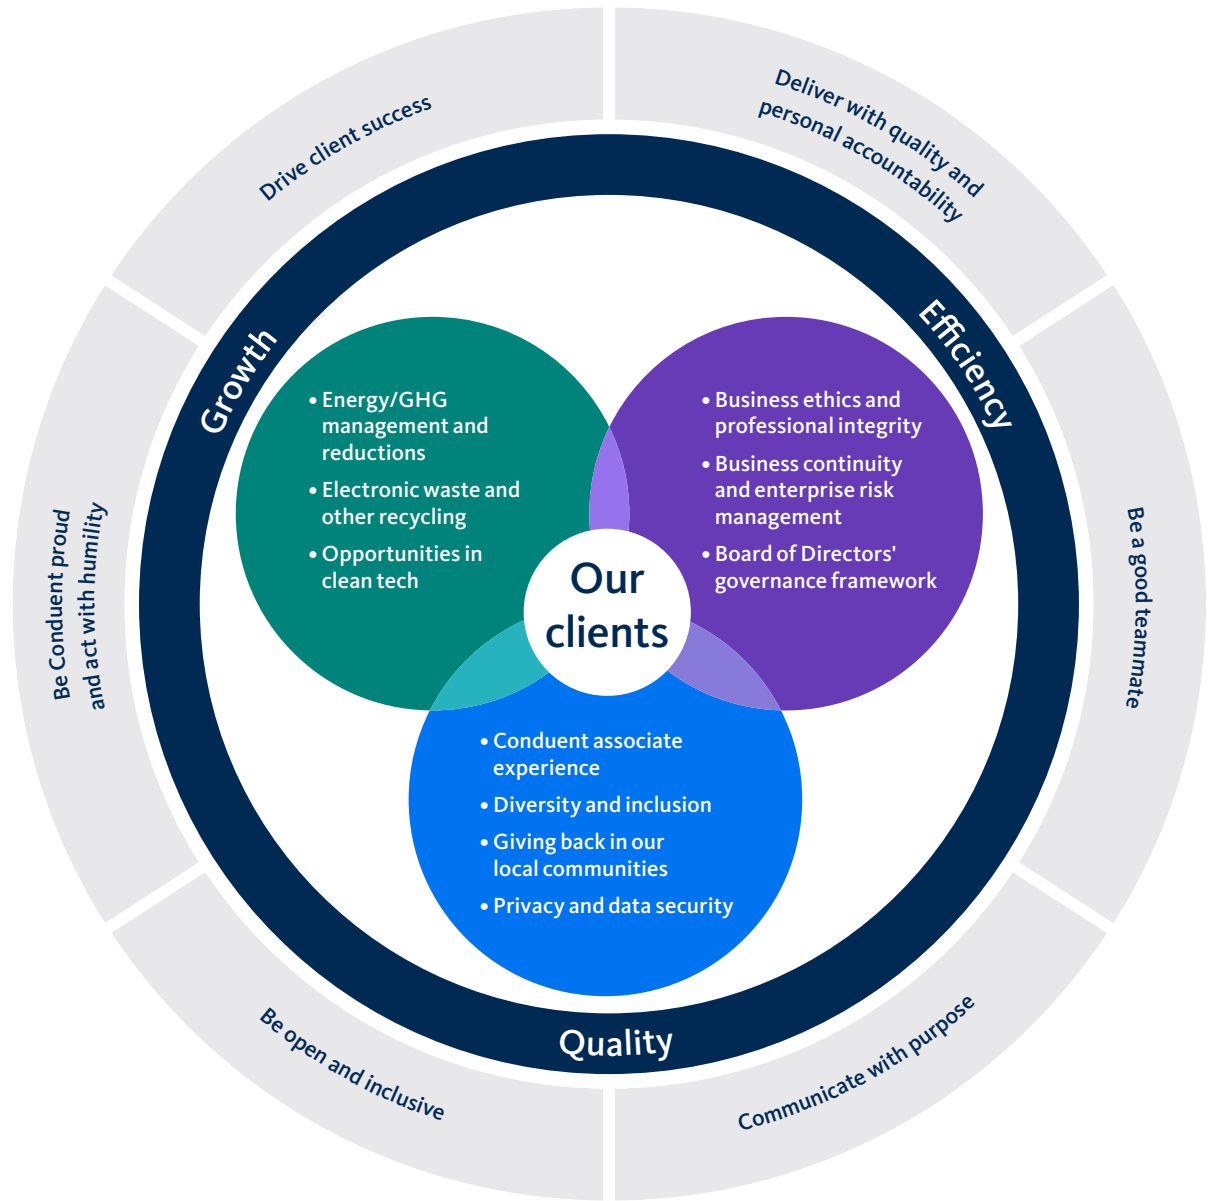 Drive client success
Deliver with quality and
personal accountability
Growth
Efficiency
• Energy/GHG
management and
reductions
• Electronic waste and
other recycling
• Opportunities in
clean tech
• Business ethics and
professional integrity
• Business continuity
and enterprise risk
management
• Board of Directors'
governance framework
Our
clients
Be Conduent proud
and act with humility
Be a good teammate
• Conduent associate
experience
• Diversity and inclusion
• Giving back in our
local communities
• Privacy and data security
Quality
Be open and inclusive
Communicate with purpose